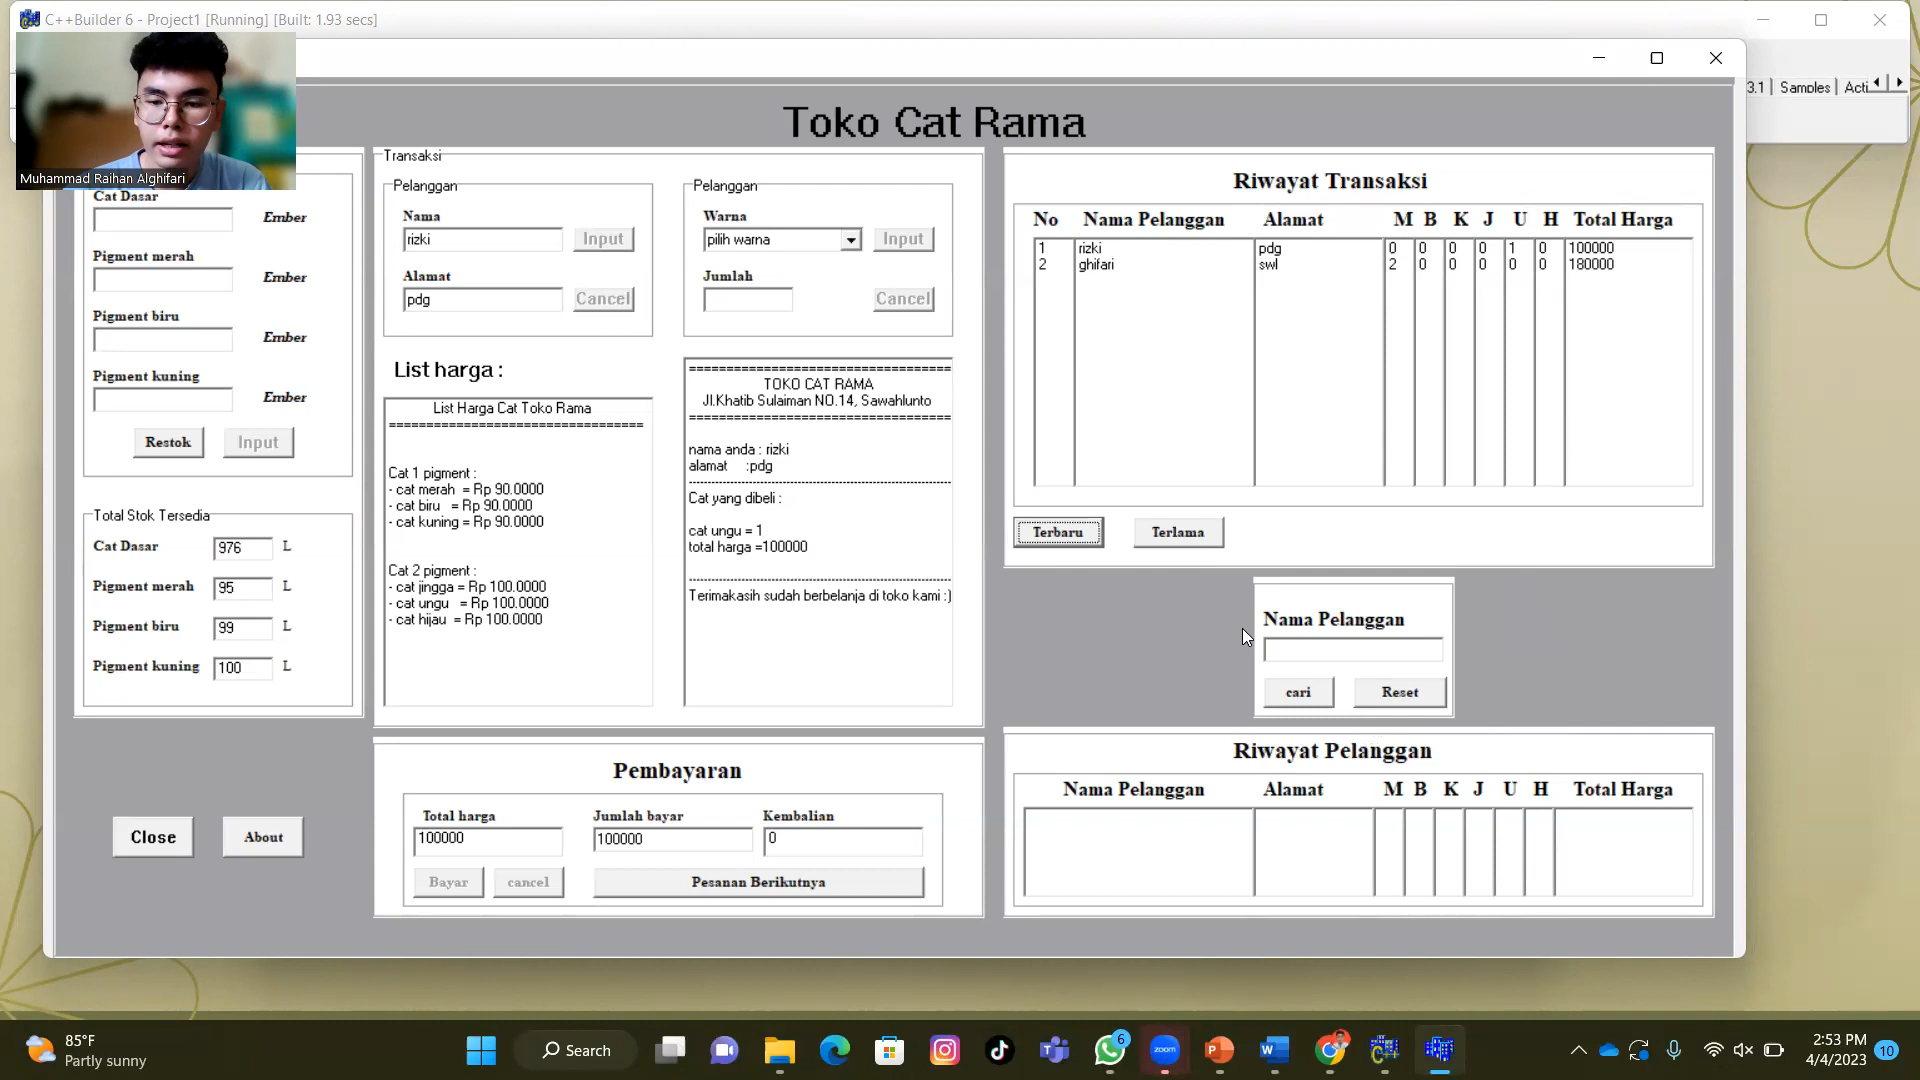 C++Builder 6 - Project1 [Running] [Built: 1.93 secs]
3.1 Samples Acti
Muhammad Raihan Alghifari
Toko Cat Rama
Cat Dasar
Ember
Pigment merah
Ember
Pigment biru
Ember
Pigment kuning
Ember
Restok Input
Total Stok Tersedia
Cat Dasar 976 L
Pigment merah 95 L
Pigment biru 99 L
Pigment kuning 100 L
Close About
Transaksi
Pelanggan
Nama
rizki Input
Alamat
pdg Cancel
Pelanggan
Warna
pilih warna Input
Jumlah
Cancel
List harga :
List Harga Cat Toko Rama
==================================
Cat 1 pigment :
- cat merah = Rp 90.0000
- cat biru = Rp 90.0000
- cat kuning = Rp 90.0000
Cat 2 pigment :
- cat jingga = Rp 100.0000
- cat ungu = Rp 100.0000
- cat hijau = Rp 100.0000
===================================
TOKO CAT RAMA
Jl.Khatib Sulaiman NO.14, Sawahlunto
===================================
nama anda : rizki
alamat :pdg
-----------------------------------------------------------------
Cat yang dibeli :
cat ungu = 1
total harga =100000
-----------------------------------------------------------------
Terimakasih sudah berbelanja di toko kami :)
Pembayaran
Total harga Jumlah bayar Kembalian
100000 100000 0
Bayar cancel Pesanan Berikutnya
Riwayat Transaksi
No Nama Pelanggan Alamat M B K J U H Total Harga
1 rizki pdg 0 0 0 0 1 0 100000
2 ghifari swl 2 0 0 0 0 0 180000
Terbaru Terlama
Nama Pelanggan
cari Reset
Riwayat Pelanggan
Nama Pelanggan Alamat M B K J U H Total Harga
85°F
Partly sunny
Search
6
zoom
2:53 PM
4/4/2023
10